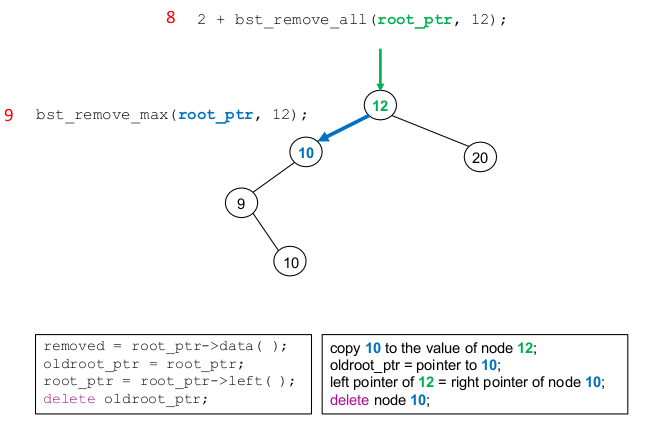 8 2 + bst_remove_all(root_ptr, 12);
12
9 bst_remove_max(root_ptr, 12);
10
20
9
10
removed = root_ptr->data( );
oldroot_ptr = root_ptr;
root_ptr = root_ptr->left( );
delete oldroot_ptr;
copy 10 to the value of node 12;
oldroot_ptr = pointer to 10;
left pointer of 12 = right pointer of node 10;
delete node 10;